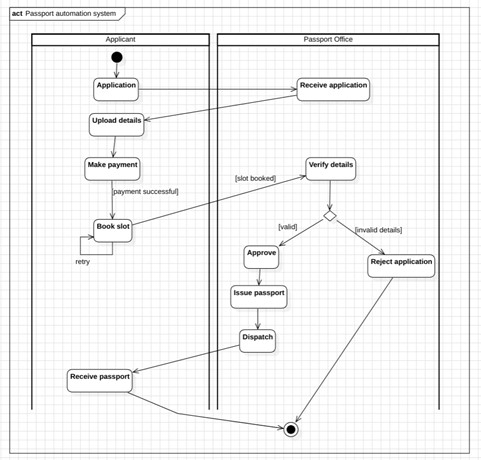 act Passport automation system
Applicant
Passport Office
Application
Receive application
Upload details
Make payment
Verify details
[slot booked]
payment successful]
Book slot
[valid]
[invalid details]
retry
Approve
Reject application
Issue passport
Dispatch
Receive passport